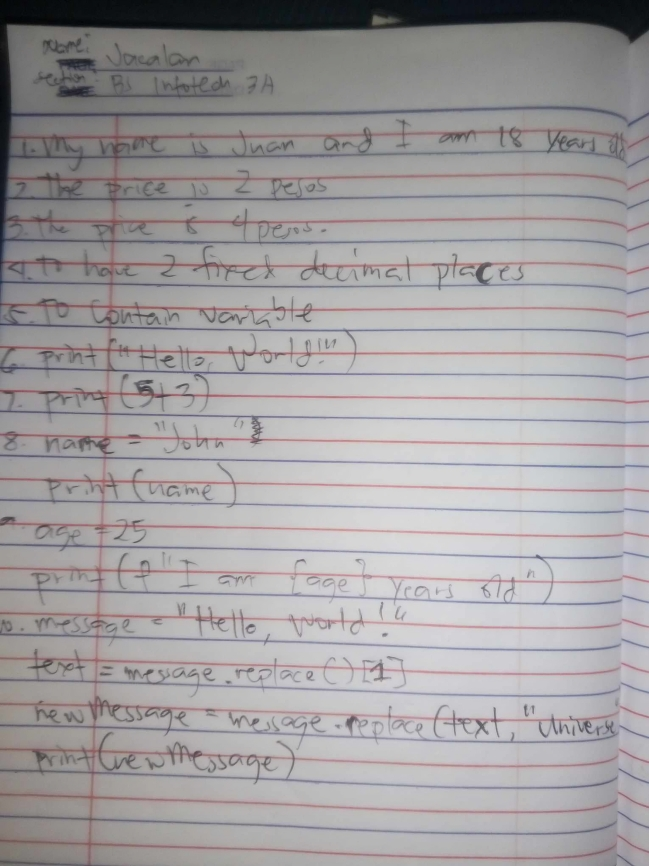 Name: Jacalan
Section: BS Infotech 3A
1. My name is Juan and I am 18 years old
2. The price is 2 pesos
3. The price is 4 pesos.
4. To have 2 fixed decimal places
5. To Contain variable
6. print("Hello, World!")
7. print (5+3)
8. name = "John"
print (name)
age = 25
print (f"I am {age} years old")
10. message = "Hello, World!"
text = message.replace()[1]
newMessage = message.replace(text, "Universe
print(newMessage)